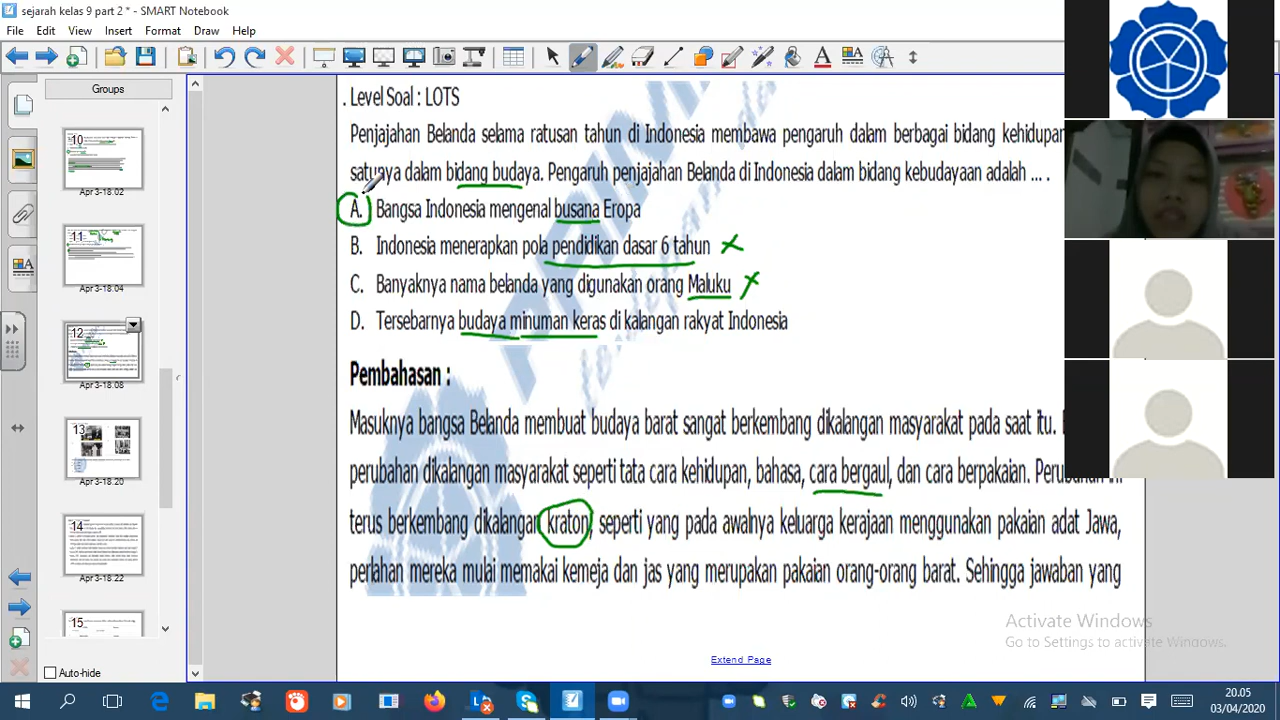 sejarah kelas 9 part 2 * - SMART Notebook
File Edit View Insert Format Draw Help
Groups
10
Apr 3-18.02
11
Apr 3-18.04
12
Apr 3-18.08
13
Apr 3-18.20
14
Apr 3-18.22
15
Auto-hide
. Level Soal : LOTS
Penjajahan Belanda selama ratusan tahun di Indonesia membawa pengaruh dalam berbagai bidang kehidupan
satunya dalam bidang budaya. Pengaruh penjajahan Belanda di Indonesia dalam bidang kebudayaan adalah ... .
A. Bangsa Indonesia mengenal busana Eropa
B. Indonesia menerapkan pola pendidikan dasar 6 tahun
C. Banyaknya nama belanda yang digunakan orang Maluku
D. Tersebarnya budaya minuman keras di kalangan rakyat Indonesia
Pembahasan :
Masuknya bangsa Belanda membuat budaya barat sangat berkembang dikalangan masyarakat pada saat itu.
perubahan dikalangan masyarakat seperti tata cara kehidupan, bahasa, cara bergaul, dan cara berpakaian.
terus berkembang dikalangan kraton, seperti yang pada awalnya keluarga kerajaan menggunakan pakaian adat Jawa,
perlahan mereka mulai memakai kemeja dan jas yang merupakan pakaian orang-orang barat. Sehingga jawaban yang
Extend Page
Activate Windows
Go to Settings to activate Windows.
20.05
03/04/2020